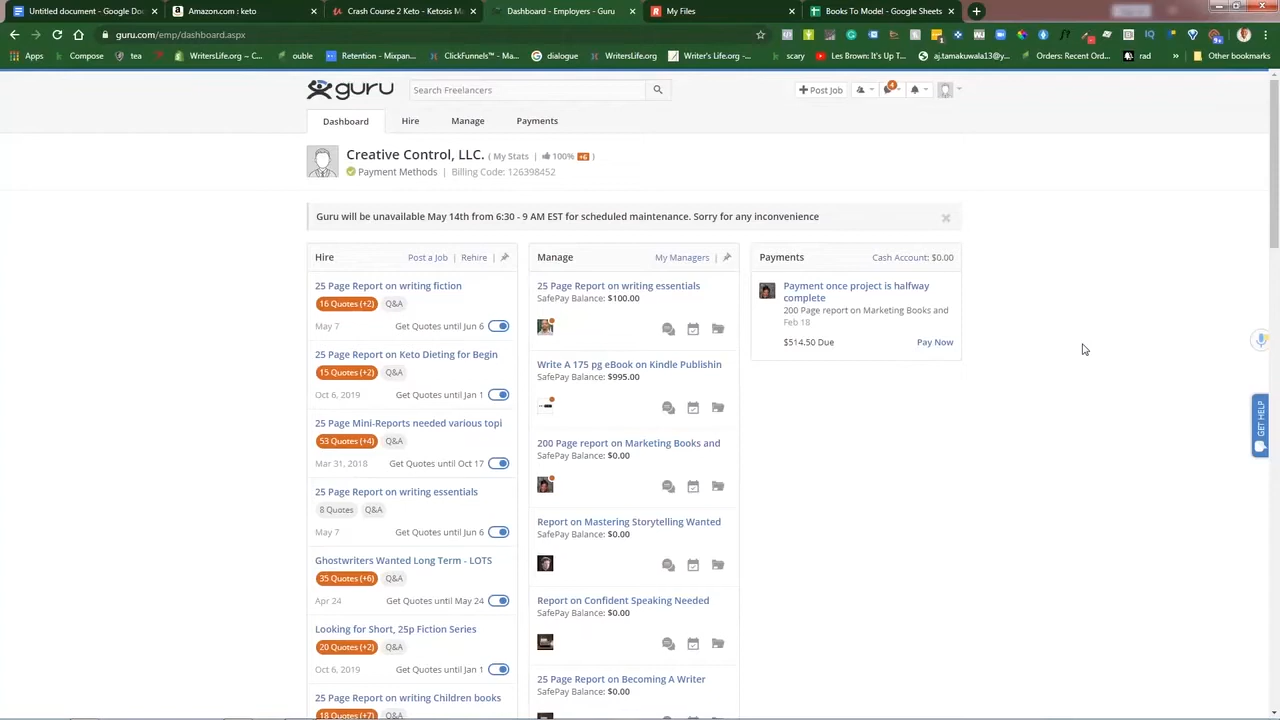 Untitled document - Google Doc
Amazon.com : keto
Crash Course 2 Keto - Ketosis M
Dashboard - Employers - Guru
My Files
Books To Model - Google Sheets
guru.com/emp/dashboard.aspx
Apps
Coverr
tea
WritersLife.org - C
ouble
Retention - Mixpan
ClickFunnels™ - Ma
WritersLife.org
dialogue
Writer's Life.org -
scary
Les Brown: It's Up T
aj.tamakuwala13@y
Orders: Recent (24
rad
»
Other bookmarks
guru
Search Freelancers
Post Job
4
Dashboard
Hire
Manage
Payments
Creative Control, LLC. ( My Stats | 100% +6 )
Payment Methods | Billing Code: 126398452
Guru will be unavailable May 14th from 6:30 - 9 AM EST for scheduled maintenance. Sorry for any inconvenience
Hire
Post a Job | Rehire |
25 Page Report on writing fiction
16 Quotes (+2) Q&A
May 7 Get Quotes until Jun 6
25 Page Report on Keto Dieting for Begin
15 Quotes (+2) Q&A
Oct 6, 2019 Get Quotes until Jan 1
25 Page Mini-Reports needed various topi
53 Quotes (+4) Q&A
Mar 31, 2018 Get Quotes until Oct 17
25 Page Report on writing essentials
8 Quotes Q&A
May 7 Get Quotes until Jun 6
Ghostwriters Wanted Long Term - LOTS
35 Quotes (+6) Q&A
Apr 24 Get Quotes until May 24
Looking for Short, 25p Fiction Series
20 Quotes (+2) Q&A
Oct 6, 2019 Get Quotes until Jan 1
25 Page Report on writing Children books
18 Quotes (+7) Q&A
Manage
My Managers |
25 Page Report on writing essentials
SafePay Balance: $100.00
Write A 175 pg eBook on Kindle Publishin
SafePay Balance: $995.00
200 Page report on Marketing Books and
SafePay Balance: $0.00
Report on Mastering Storytelling Wanted
SafePay Balance: $0.00
Report on Confident Speaking Needed
SafePay Balance: $0.00
25 Page Report on Becoming A Writer
SafePay Balance: $0.00
Payments
Cash Account: $0.00
Payment once project is halfway
complete
200 Page report on Marketing Books and
Feb 18
$514.50 Due Pay Now
GET HELP